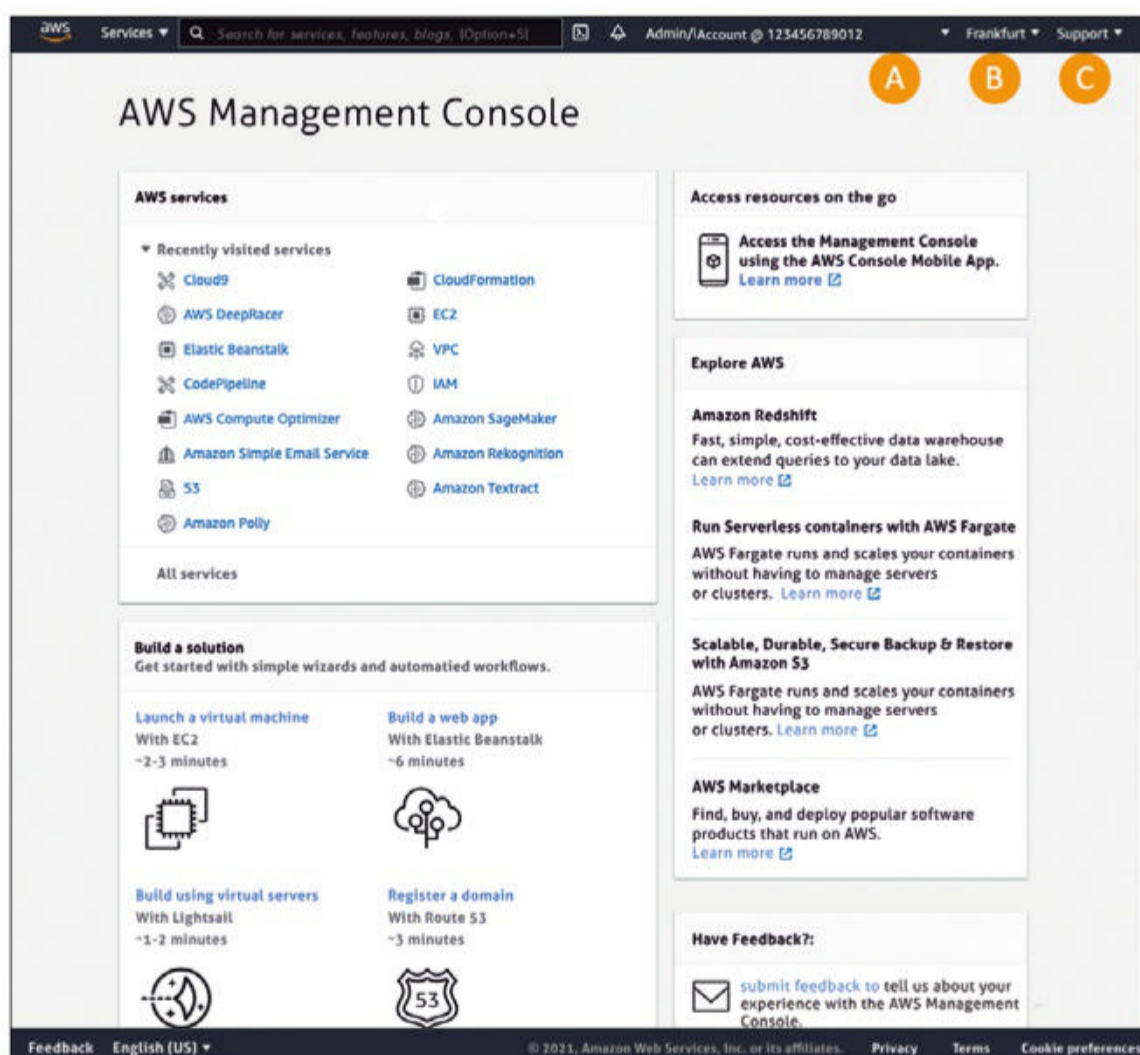 aws Services ▾ Search for services, features, blogs, [Option+S] Admin/IAccount @ 123456789012 ▾ Frankfurt ▾ Support ▾
A B C
AWS Management Console
AWS services
Recently visited services
Cloud9
AWS DeepRacer
Elastic Beanstalk
CodePipeline
AWS Compute Optimizer
Amazon Simple Email Service
S3
Amazon Polly
CloudFormation
EC2
VPC
IAM
Amazon SageMaker
Amazon Rekognition
Amazon Textract
All services
Build a solution
Get started with simple wizards and automatied workflows.
Launch a virtual machine
With EC2
~2-3 minutes
Build a web app
With Elastic Beanstalk
~6 minutes
Build using virtual servers
With Lightsail
~1-2 minutes
Register a domain
With Route 53
~3 minutes
53
Access resources on the go
Access the Management Console
using the AWS Console Mobile App.
Learn more
Explore AWS
Amazon Redshift
Fast, simple, cost-effective data warehouse
can extend queries to your data lake.
Learn more
Run Serverless containers with AWS Fargate
AWS Fargate runs and scales your containers
without having to manage servers
or clusters. Learn more
Scalable, Durable, Secure Backup & Restore
with Amazon S3
AWS Fargate runs and scales your containers
without having to manage servers
or clusters. Learn more
AWS Marketplace
Find, buy, and deploy popular software
products that run on AWS.
Learn more
Have Feedback?:
submit feedback to tell us about your
experience with the AWS Management
Console.
Feedback English (US) ▾ © 2021, Amazon Web Services, Inc. or its affiliates. Privacy Terms Cookie preferences